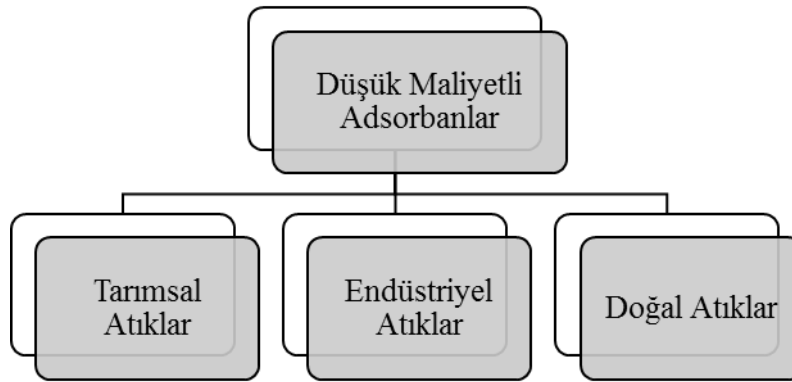 Düşük Maliyetli
Adsorbanlar
Tarımsal
Atıklar
Endüstriyel
Atıklar
Doğal Atıklar